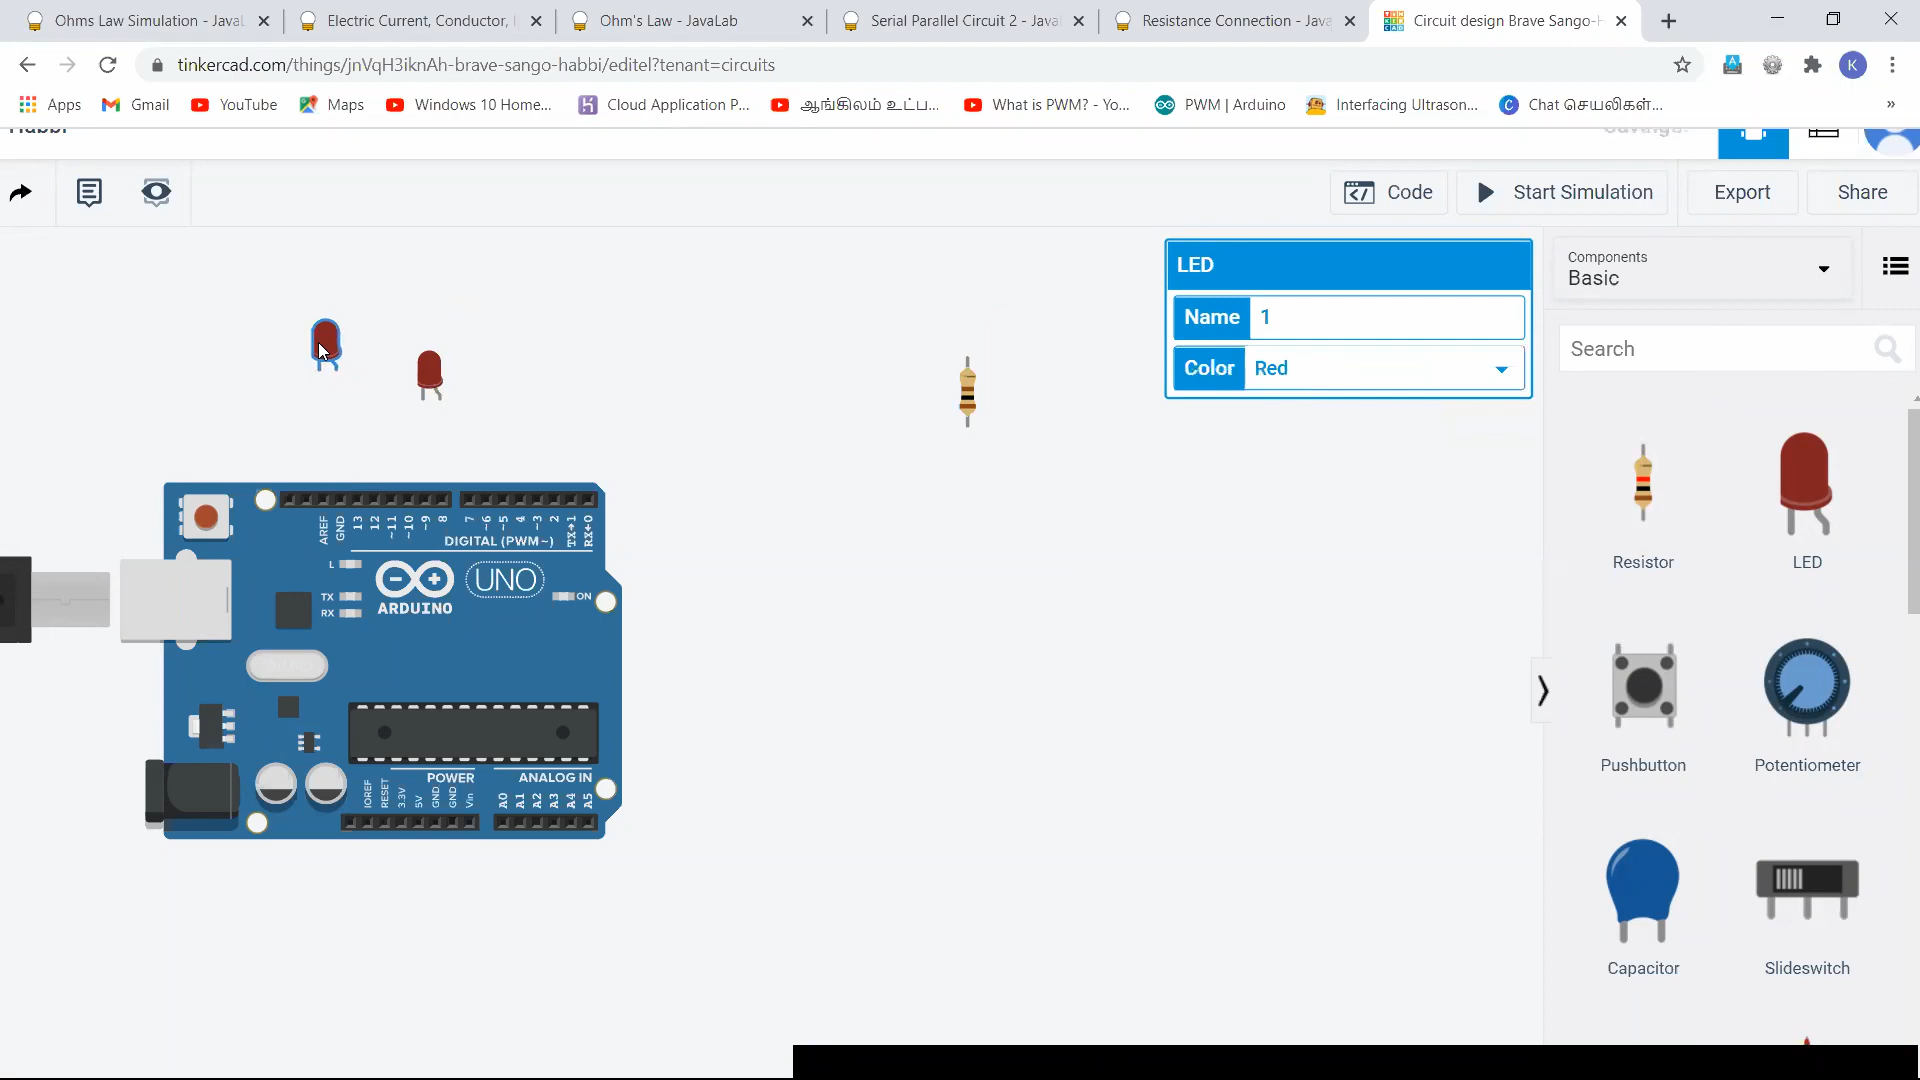 Ohms Law Simulation - JavaL
Electric Current, Conductor, I
Ohm's Law - JavaLab
Serial Parallel Circuit 2 - Java
Resistance Connection - Java
Circuit design Brave Sango-H
tinkercad.com/things/jnVqH3iknAh-brave-sango-habbi/editel?tenant=circuits
K
Apps
Gmail
YouTube
Maps
Windows 10 Home...
Cloud Application P...
ஆங்கிலம் உட்ப...
What is PWM? - Yo...
PWM | Arduino
Interfacing Ultrason...
Chat செயலிகள்...
»
Habbi
Saving...
Code
Start Simulation
Export
Share
LED
Name 1
Color Red
Components
Basic
Search
Resistor
LED
Pushbutton
Potentiometer
Capacitor
Slideswitch
AREF
GND
13
12
~11
~10
~9
8
7
~6
~5
4
~3
2
TX→1
RX←0
DIGITAL (PWM~)
L
TX
RX
UNO
ARDUINO
ON
POWER
ANALOG IN
IOREF
RESET
3.3V
5V
GND
GND
Vin
A0
A1
A2
A3
A4
A5